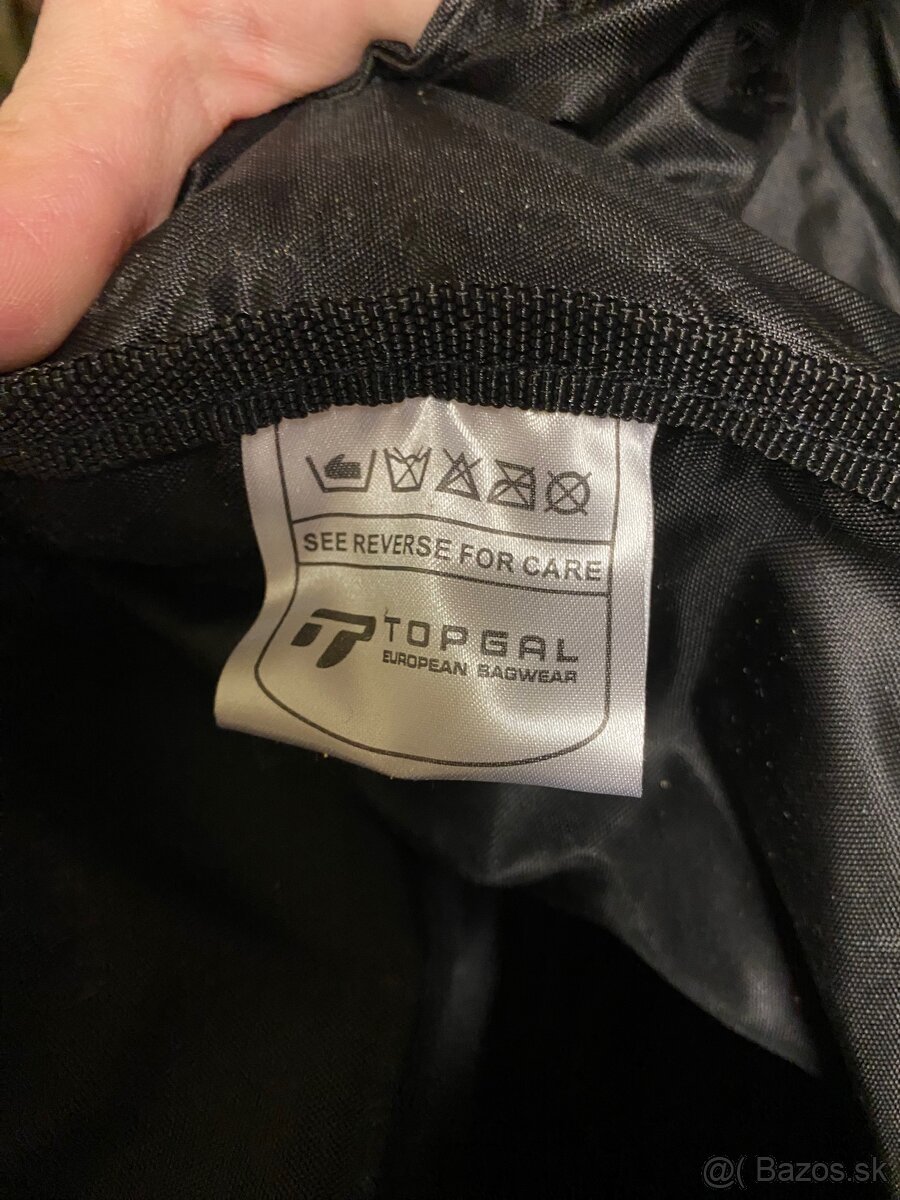 SEE REVERSE FOR CARE
TOPGAL
EUROPEAN BAGWEAR
@( Bazos.sk